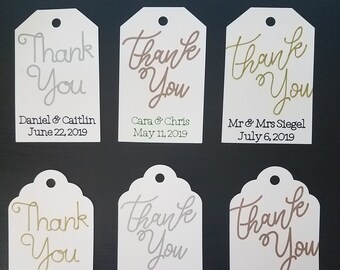 Thank
You
Daniel & Caitlin
June 22, 2019
Thank
You
Cara & Chris
May 11, 2019
Thank
You
Mr & Mrs Siegel
July 6, 2019
Thank
You
Thank
You
Thank
You